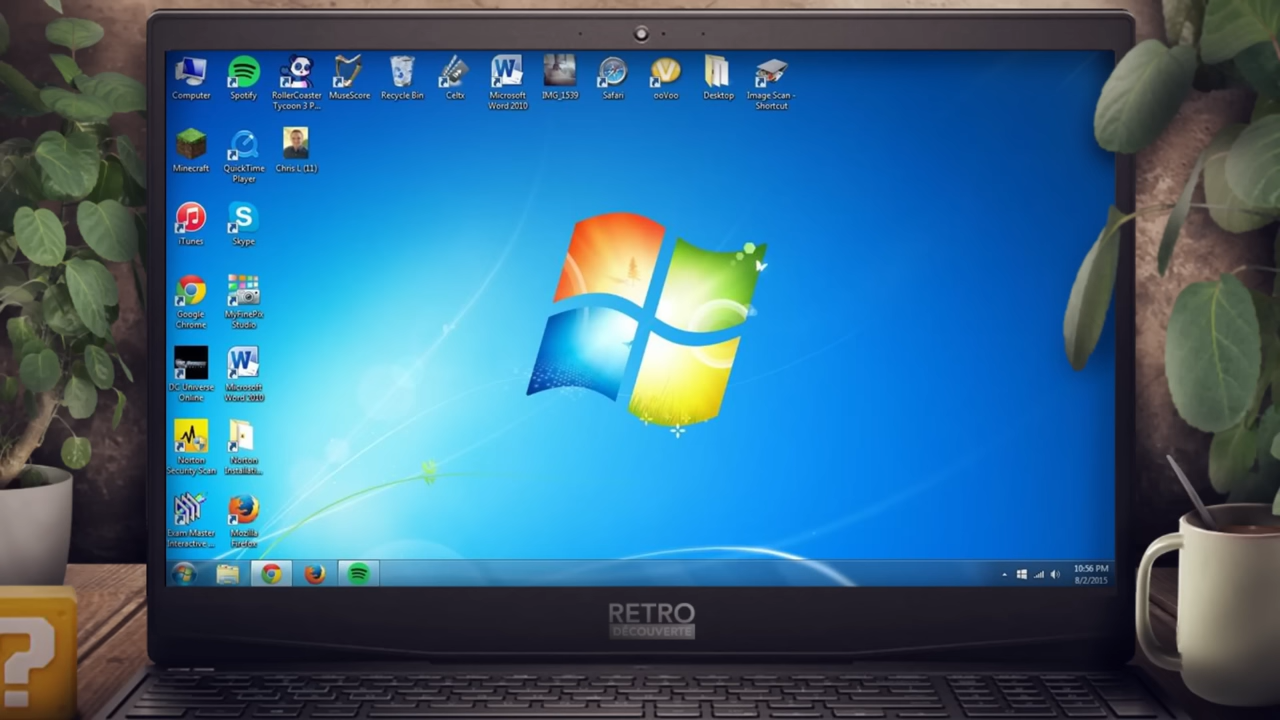 Computer
Spotify
RollerCoaster
Tycoon 3 P...
MuseScore
Recycle Bin
Celtx
Microsoft
Word 2010
IMG_1539
Safari
ooVoo
Desktop
Image Scan -
Shortcut
Minecraft
QuickTime
Player
Chris L (11)
iTunes
Skype
Google
Chrome
MyFinePix
Studio
DC Universe
Online
Microsoft
Word 2010
Norton
Security Scan
Norton
Installati...
Exam Master
Interactive ...
Mozilla
Firefox
10:56 PM
8/2/2015
RETRO
DÉCOUVERTE
?